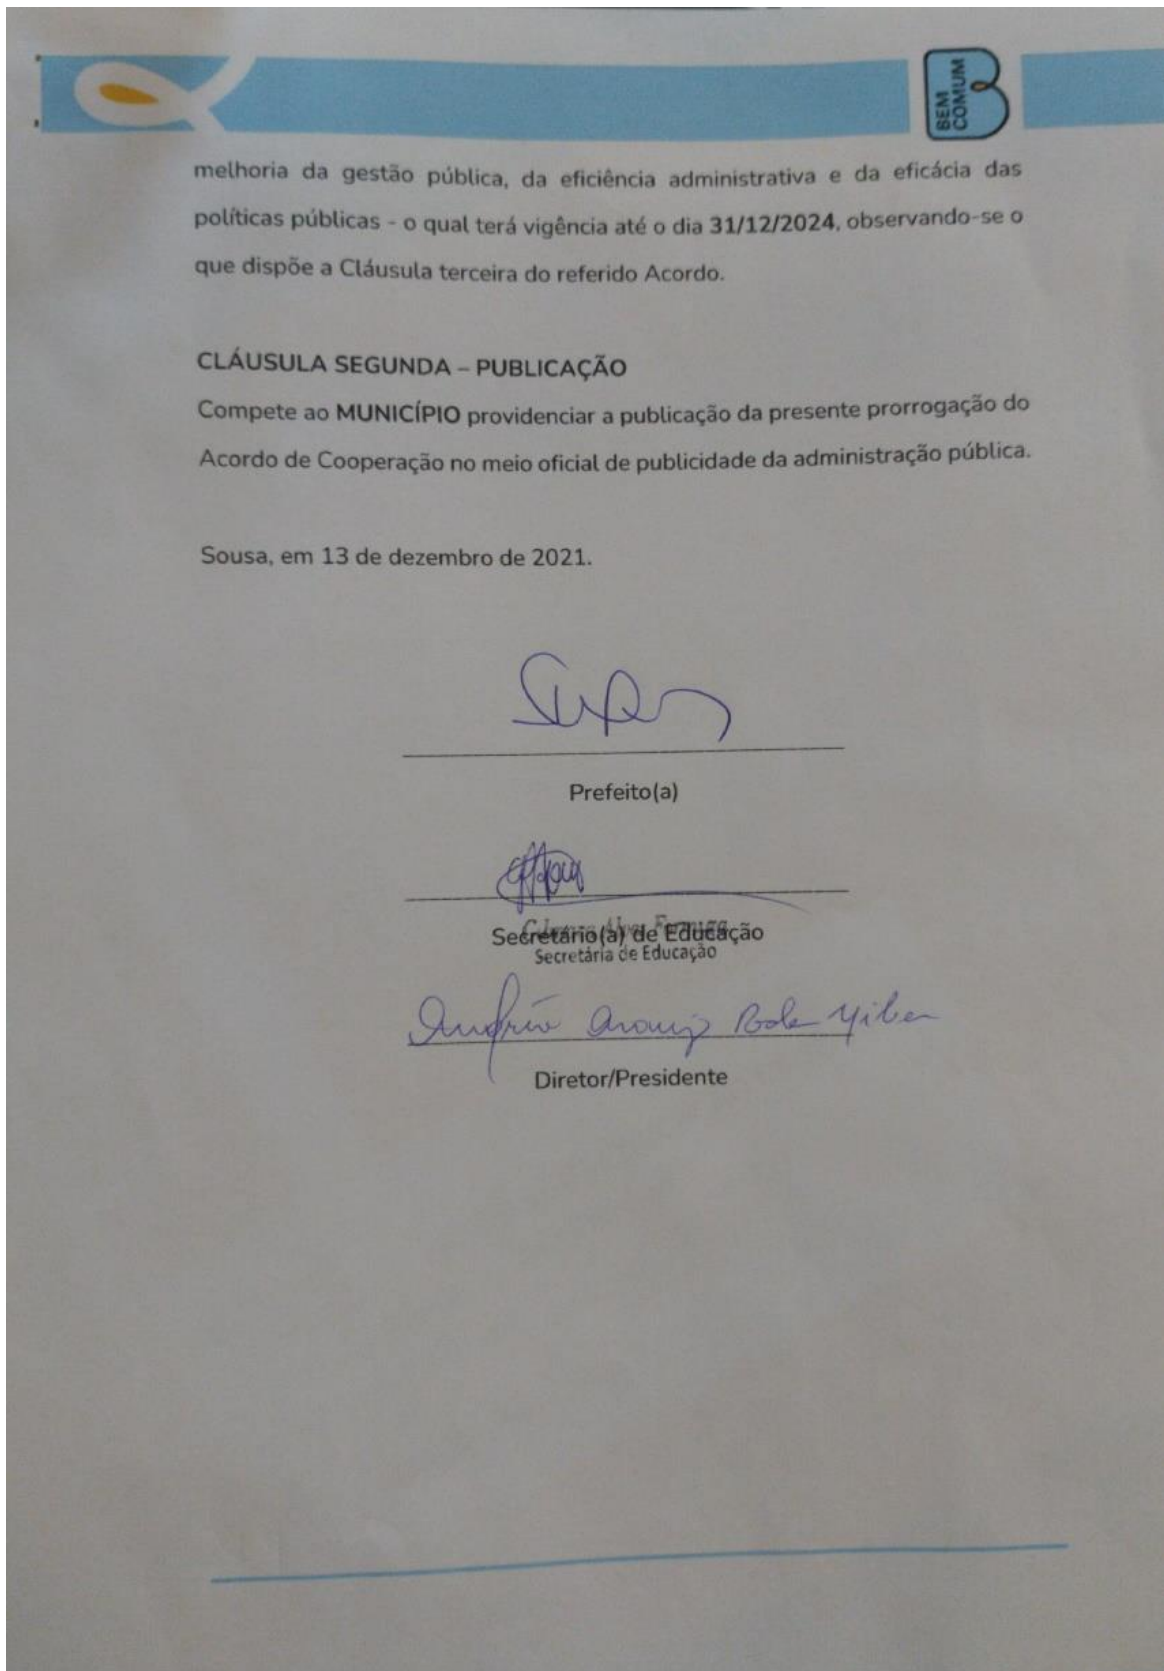 BEM
COMUM
melhoria da gestão pública, da eficiência administrativa e da eficácia das
políticas públicas - o qual terá vigência até o dia 31/12/2024, observando-se o
que dispõe a Cláusula terceira do referido Acordo.
CLÁUSULA SEGUNDA – PUBLICAÇÃO
Compete ao MUNICÍPIO providenciar a publicação da presente prorrogação do
Acordo de Cooperação no meio oficial de publicidade da administração pública.
Sousa, em 13 de dezembro de 2021.
Prefeito(a)
Secretário(a) de Educação
Secretária de Educação
Diretor/Presidente